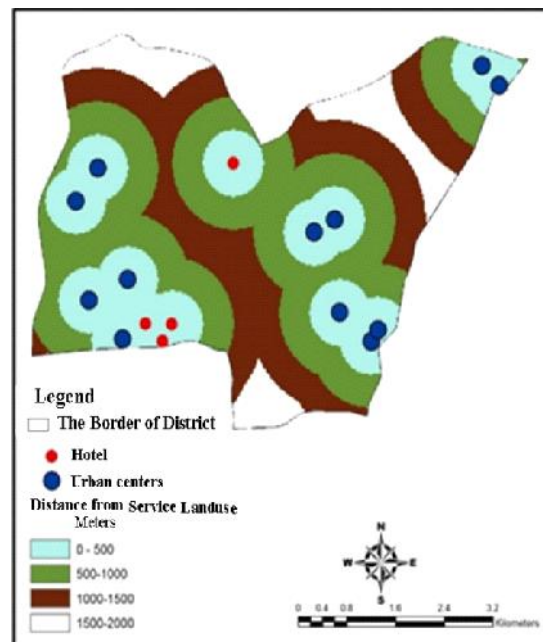 Legend
The Border of District
Hotel
Urban centers
Distance from Service Landuse
Meters
0 - 500
500-1000
1000-1500
1500-2000
N
W E
S
0 0.4 0.8 1.6 2.4 3.2
Kilometers